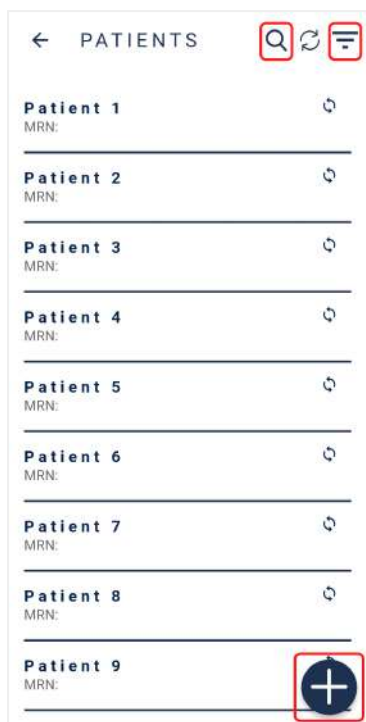 PATIENTS
Patient 1
MRN:
Patient 2
MRN:
Patient 3
MRN:
Patient 4
MRN:
Patient 5
MRN:
Patient 6
MRN:
Patient 7
MRN:
Patient 8
MRN:
Patient 9
MRN: